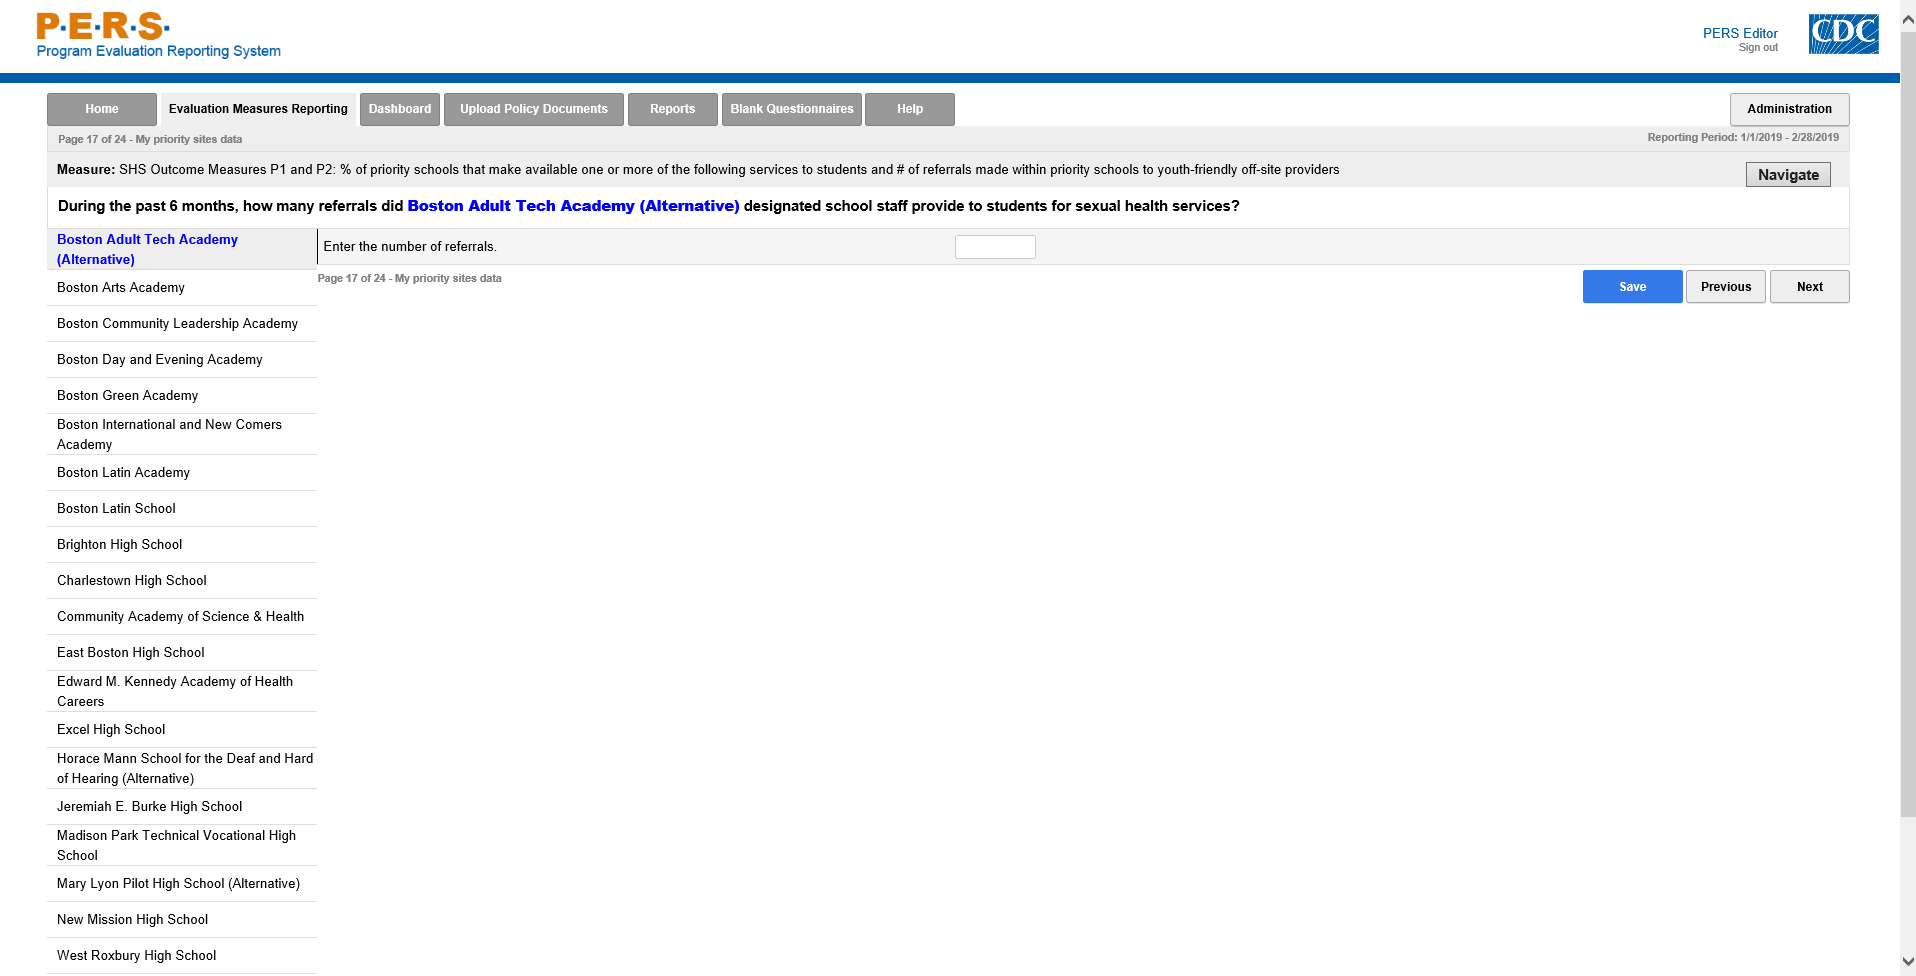 P·E·R·S·
Program Evaluation Reporting System
PERS Editor
Sign out
CDC
Home
Evaluation Measures Reporting
Dashboard
Upload Policy Documents
Reports
Blank Questionnaires
Help
Administration
Page 17 of 24 - My priority sites data
Reporting Period: 1/1/2019 - 2/28/2019
Measure: SHS Outcome Measures P1 and P2: % of priority schools that make available one or more of the following services to students and # of referrals made within priority schools to youth-friendly off-site providers
Navigate
During the past 6 months, how many referrals did Boston Adult Tech Academy (Alternative) designated school staff provide to students for sexual health services?
Boston Adult Tech Academy
(Alternative)
Enter the number of referrals.
Page 17 of 24 - My priority sites data
Save
Previous
Next
Boston Arts Academy
Boston Community Leadership Academy
Boston Day and Evening Academy
Boston Green Academy
Boston International and New Comers
Academy
Boston Latin Academy
Boston Latin School
Brighton High School
Charlestown High School
Community Academy of Science & Health
East Boston High School
Edward M. Kennedy Academy of Health
Careers
Excel High School
Horace Mann School for the Deaf and Hard
of Hearing (Alternative)
Jeremiah E. Burke High School
Madison Park Technical Vocational High
School
Mary Lyon Pilot High School (Alternative)
New Mission High School
West Roxbury High School